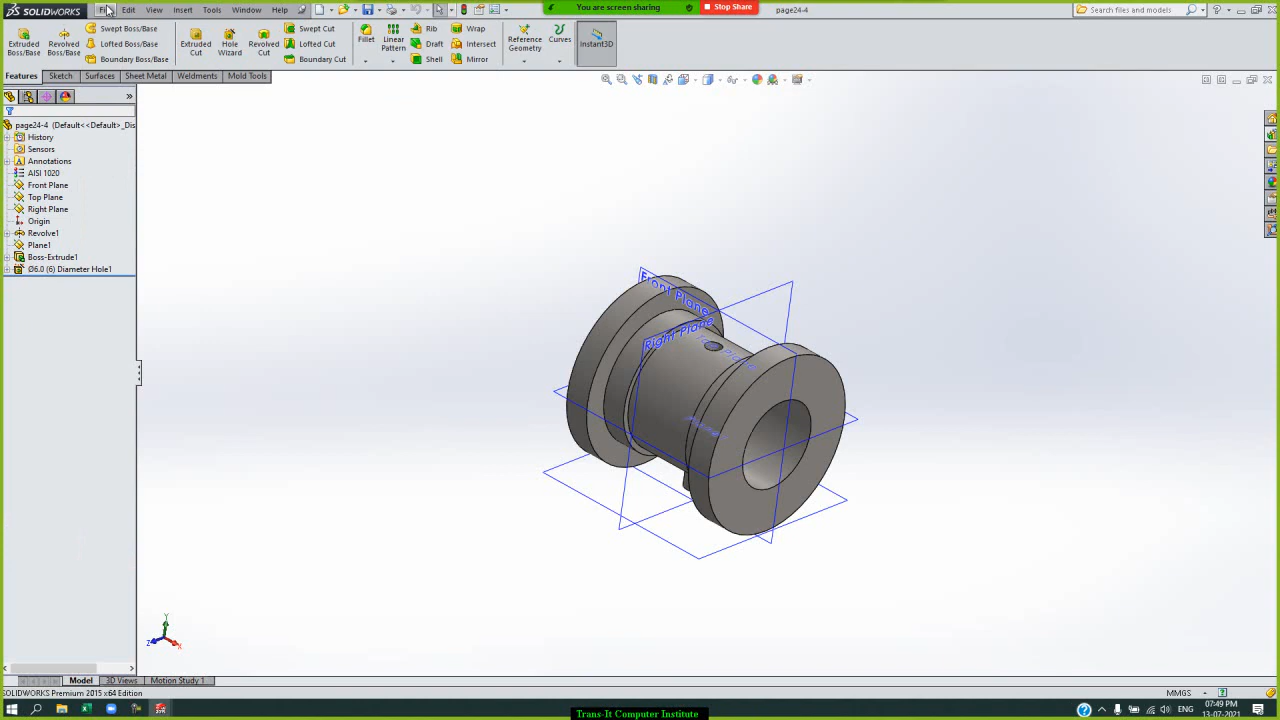 SOLIDWORKS
Edit
View
Insert
Tools
Window
Help
You are screen sharing
Stop Share
page24-4
Search files and models
Extruded Boss/Base
Revolved Boss/Base
Swept Boss/Base
Lofted Boss/Base
Boundary Boss/Base
Extruded Cut
Hole Wizard
Revolved Cut
Swept Cut
Lofted Cut
Boundary Cut
Fillet
Linear Pattern
Rib
Draft
Shell
Wrap
Intersect
Mirror
Reference Geometry
Curves
Instant3D
Features
Sketch
Surfaces
Sheet Metal
Weldments
Mold Tools
page24-4 (Default<<Default>_Dis
History
Sensors
Annotations
AISI 1020
Front Plane
Top Plane
Right Plane
Origin
Revolve1
Plane1
Boss-Extrude1
Ø6.0 (6) Diameter Hole1
Front Plane
Right Plane
Y
Z
X
Model
3D Views
Motion Study 1
SOLIDWORKS Premium 2015 x64 Edition
MMGS
ENG
07:49 PM
13-07-2021
Trans-It Computer Institute